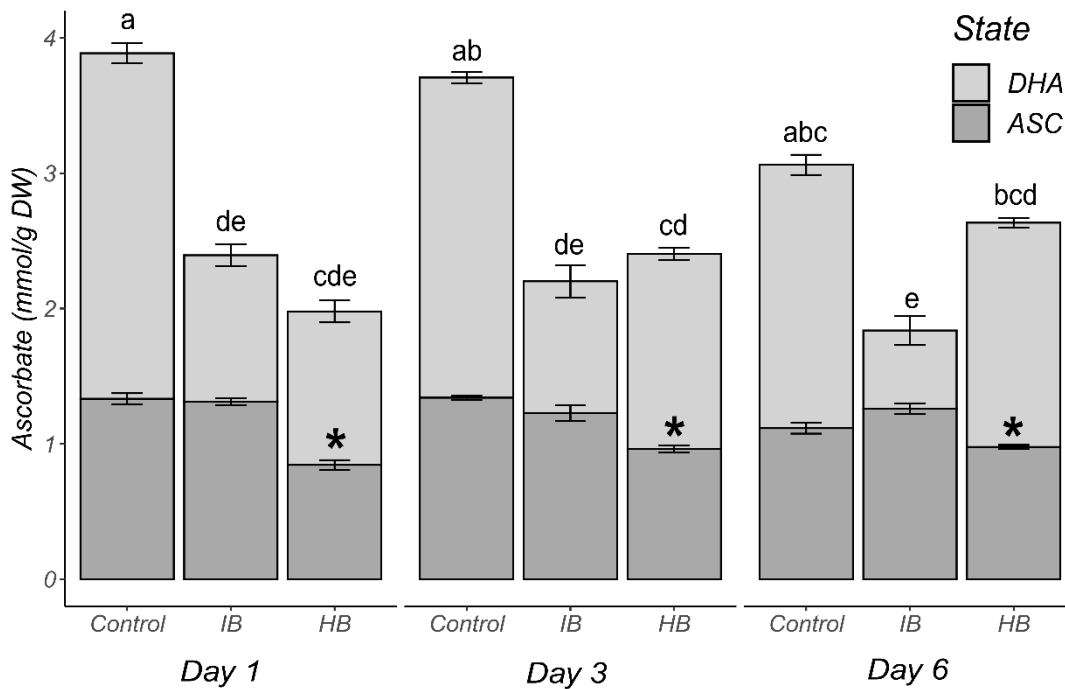 Ascorbate (mmol/g DW)
4
3
2
1
0
a
de
cde
*
ab
de
cd
*
abc
e
bcd
*
State
DHA
ASC
Control IB HB Control IB HB Control IB HB
Day 1 Day 3 Day 6